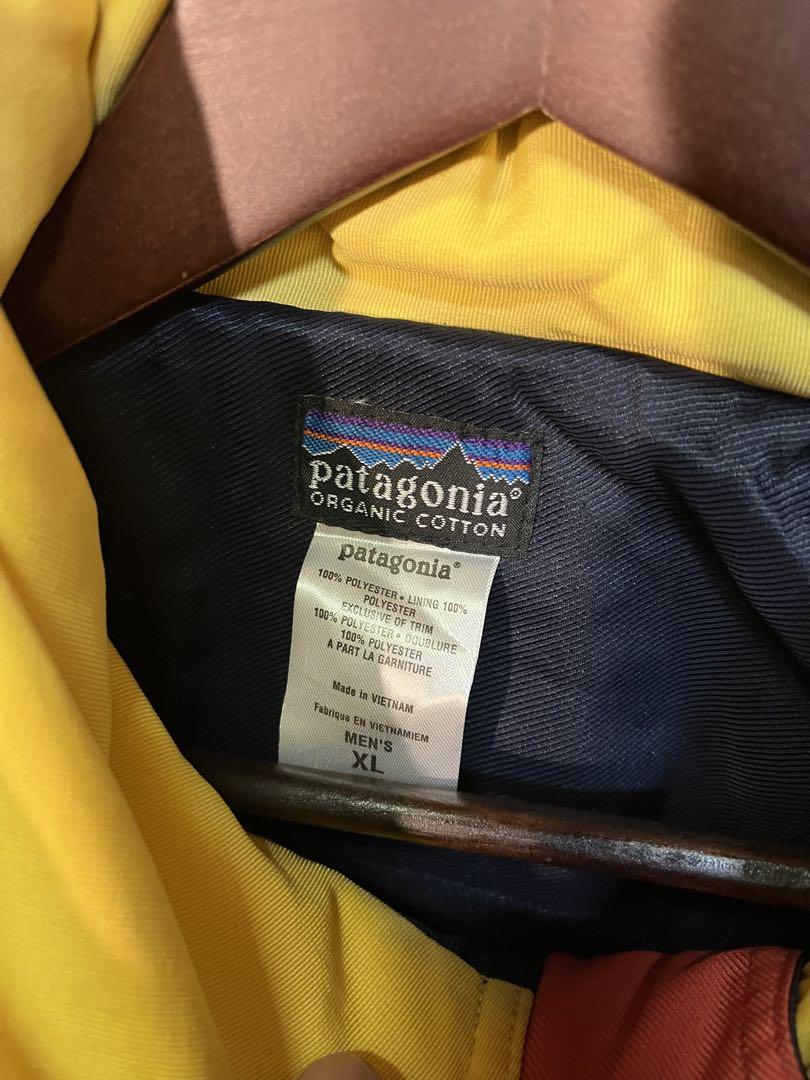 patagonia®
ORGANIC COTTON
patagonia®
100% POLYESTER • LINING 100%
POLYESTER
EXCLUSIVE OF TRIM
100% POLYESTER • DOUBLURE
100% POLYESTER
A PART LA GARNITURE
Made in VIETNAM
Fabrique EN VIETNAMIEM
MEN'S
XL